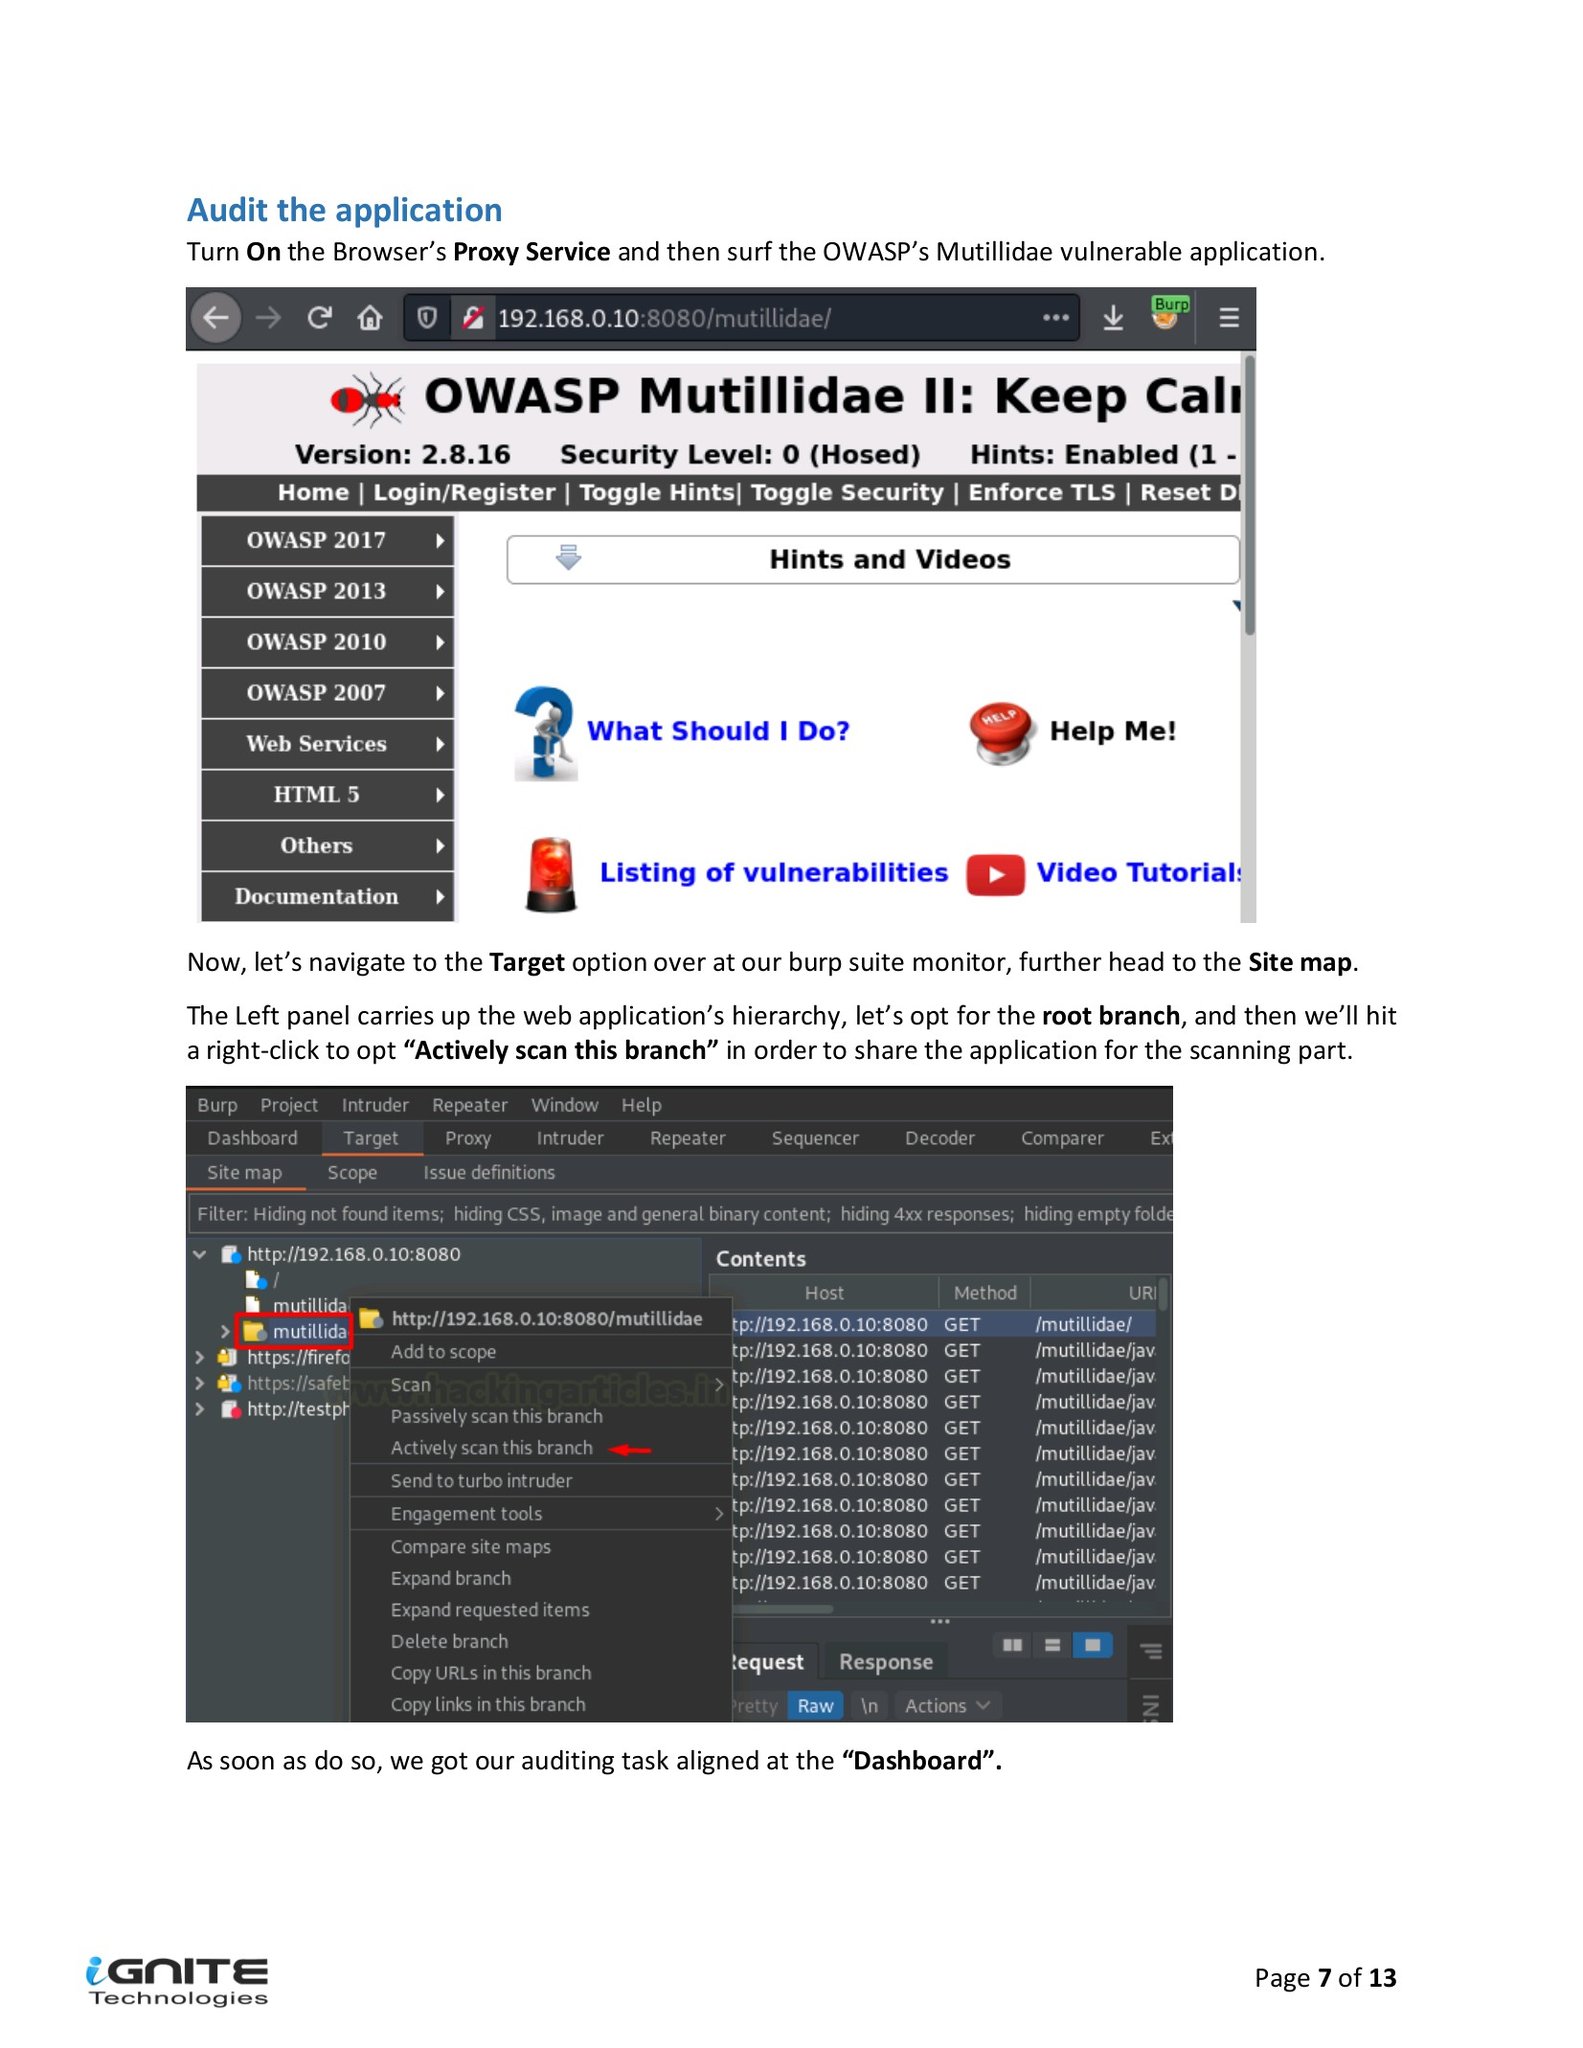 Audit the application
Turn On the Browser’s Proxy Service and then surf the OWASP’s Mutillidae vulnerable application.
192.168.0.10:8080/mutillidae/
Burp
OWASP Mutillidae II: Keep Cal
Version: 2.8.16 Security Level: 0 (Hosed) Hints: Enabled (1 -
Home | Login/Register | Toggle Hints| Toggle Security | Enforce TLS | Reset D
OWASP 2017
Hints and Videos
OWASP 2013
OWASP 2010
OWASP 2007
Web Services
What Should I Do?
HELP
Help Me!
HTML 5
Others
Listing of vulnerabilities
Video Tutorials
Documentation
Now, let’s navigate to the Target option over at our burp suite monitor, further head to the Site map.
The Left panel carries up the web application’s hierarchy, let’s opt for the root branch, and then we’ll hit
a right-click to opt “Actively scan this branch” in order to share the application for the scanning part.
Burp Project Intruder Repeater Window Help
Dashboard Target Proxy Intruder Repeater Sequencer Decoder Comparer Ext
Site map Scope Issue definitions
Filter: Hiding not found items; hiding CSS, image and general binary content; hiding 4xx responses; hiding empty folde
http://192.168.0.10:8080
/
mutillida
mutillida
https://firefo
https://safeb
http://testph
http://192.168.0.10:8080/mutillidae
Add to scope
Scan
www.hackingarticles.in
Passively scan this branch
Actively scan this branch
Send to turbo intruder
Engagement tools
Compare site maps
Expand branch
Expand requested items
Delete branch
Copy URLs in this branch
Copy links in this branch
Contents
Host Method URI
tp://192.168.0.10:8080 GET /mutillidae/
tp://192.168.0.10:8080 GET /mutillidae/jav
tp://192.168.0.10:8080 GET /mutillidae/jav
tp://192.168.0.10:8080 GET /mutillidae/jav
tp://192.168.0.10:8080 GET /mutillidae/jav
tp://192.168.0.10:8080 GET /mutillidae/jav
tp://192.168.0.10:8080 GET /mutillidae/jav
tp://192.168.0.10:8080 GET /mutillidae/jav
tp://192.168.0.10:8080 GET /mutillidae/jav
tp://192.168.0.10:8080 GET /mutillidae/jav
tp://192.168.0.10:8080 GET /mutillidae/jav
Request Response
Pretty Raw \n Actions
INS
As soon as do so, we got our auditing task aligned at the “Dashboard”.
iGNITE
Technologies
Page 7 of 13